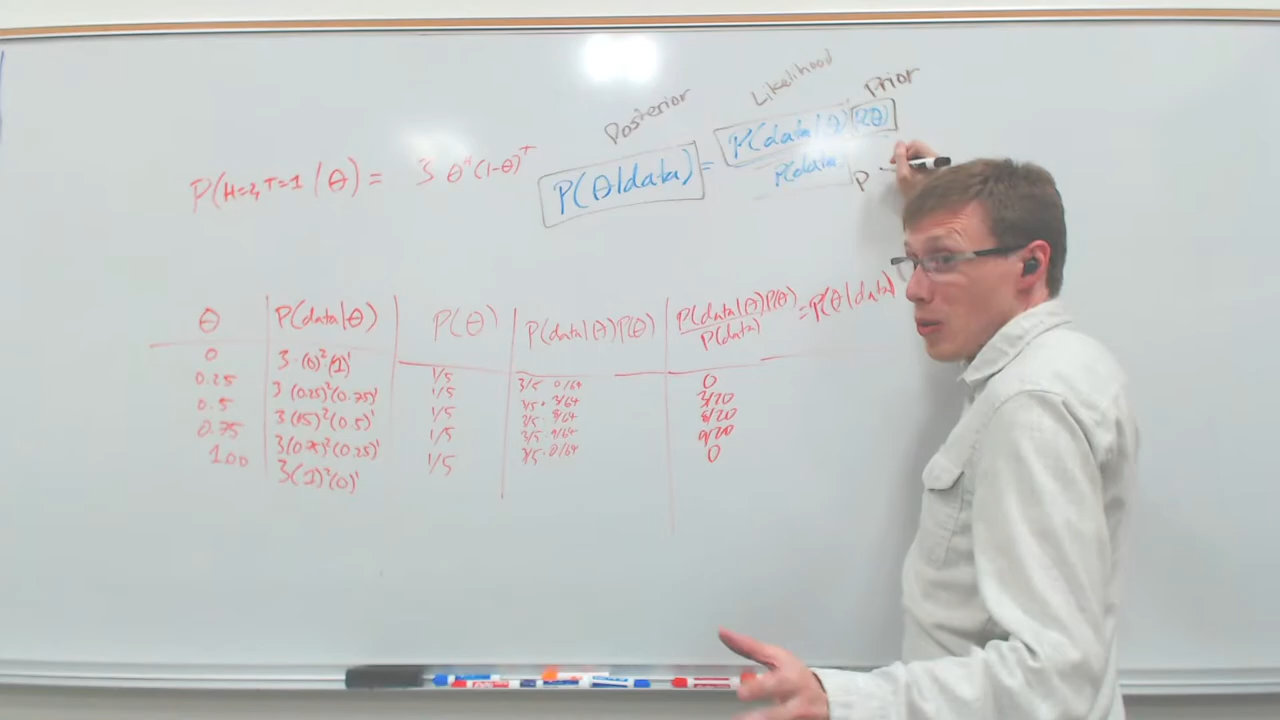 Posterior
Likelihood
Prior
P(H=2,T=1 | θ) = 3 θᴴ(1-θ)ᵀ
P(θ|data) = P(data|θ) P(θ)
P(data)
P
θ | P(data|θ) | P(θ) | P(data|θ)P(θ) | P(data|θ)P(θ) = P(θ|data)
P(data)
0 3·(0)²·(1)¹ 1/5 3/5 · 0/64 0
0.25 3(0.25)²(0.75)¹ 1/5 3/5 · 3/64 3/20
0.5 3(.5)²(0.5)¹ 1/5 3/5 · 8/64 8/20
0.75 3(0.75)²(0.25)¹ 1/5 3/5 · 9/64 9/20
1.00 3(1)²(0)¹ 1/5 3/5 · 0/64 0